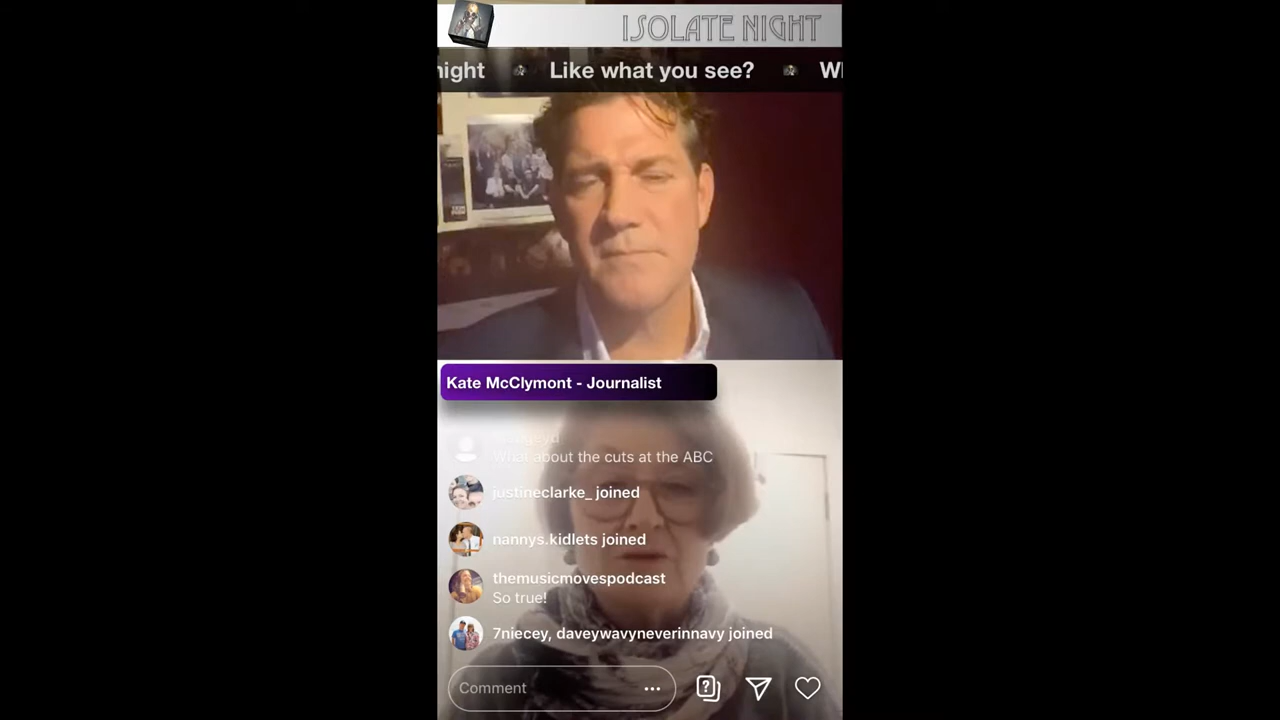 ISOLATE NIGHT
night
Like what you see?
Kate McClymont - Journalist
What about the cuts at the ABC
justineclarke_ joined
nannys.kidlets joined
themusicmovespodcast
So true!
7niecey, daveywavyneverinnavy joined
Comment